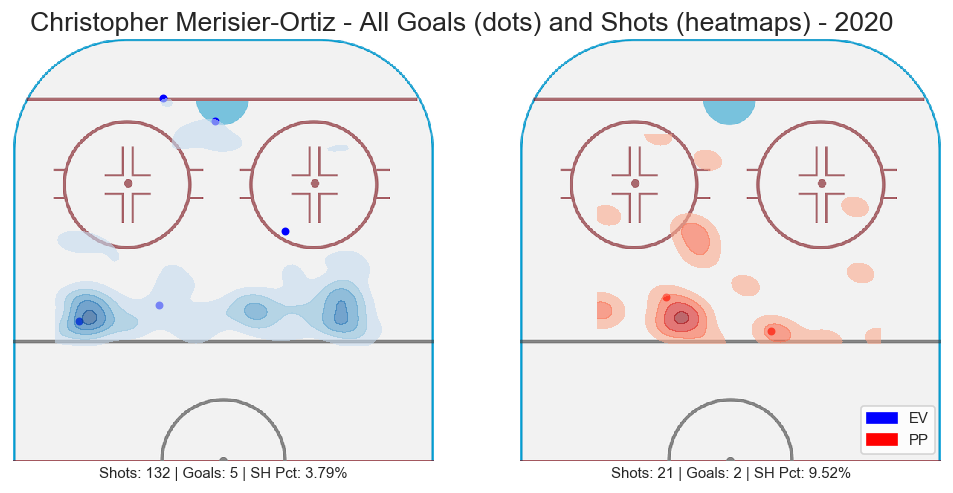 Christopher Merisier-Ortiz - All Goals (dots) and Shots (heatmaps) - 2020
EV
PP
Shots: 132 | Goals: 5 | SH Pct: 3.79%
Shots: 21 | Goals: 2 | SH Pct: 9.52%